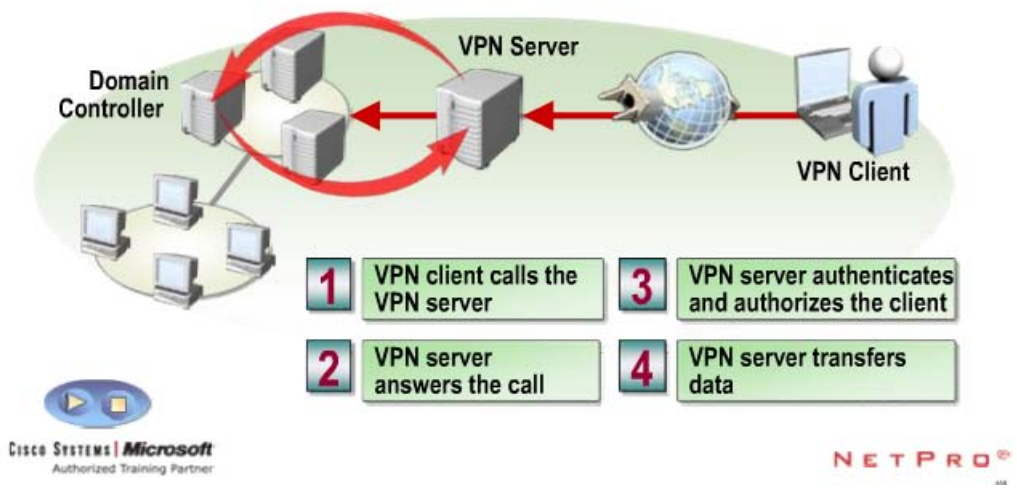 VPN Server
Domain
Controller
VPN Client
1
VPN client calls the
VPN server
2
VPN server
answers the call
3
VPN server authenticates
and authorizes the client
4
VPN server transfers
data
CISCO SYSTEMS | Microsoft
Authorized Training Partner
NETPRO®